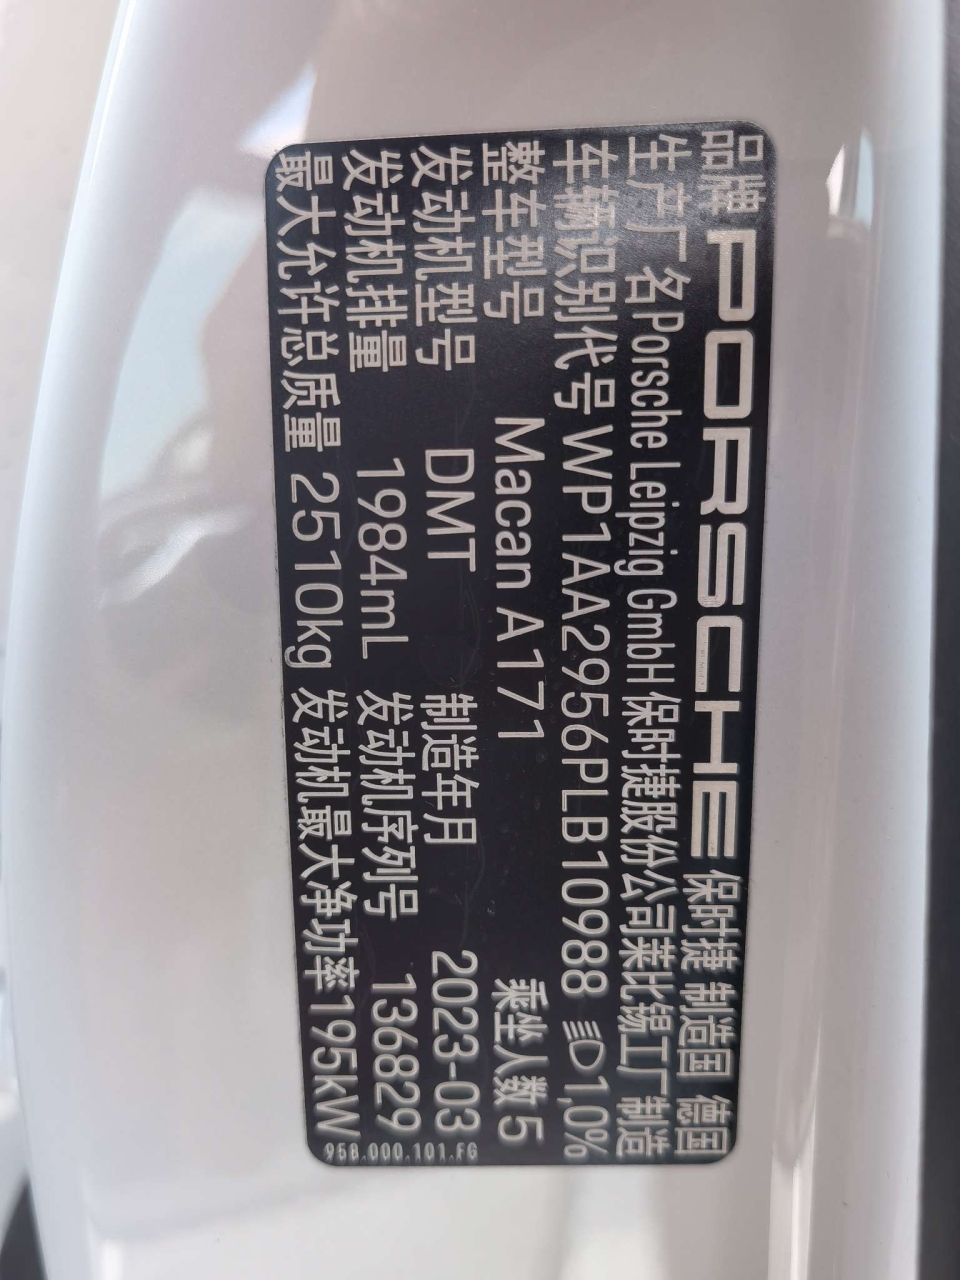 品牌 PORSCHE 保时捷 制造国 德国
生产厂名Porsche Leipzig GmbH 保时捷股份公司莱比锡工厂制造
车辆识别代号 WP1AA2956PLB10988 1,0%
整车型号 Macan A171 乘坐人数 5
发动机型号 DMT 制造年月 2023-03
发动机排量 1984mL 发动机序列号 136829
最大允许总质量 2510kg 发动机最大净功率195kW
95B.000.101.FG